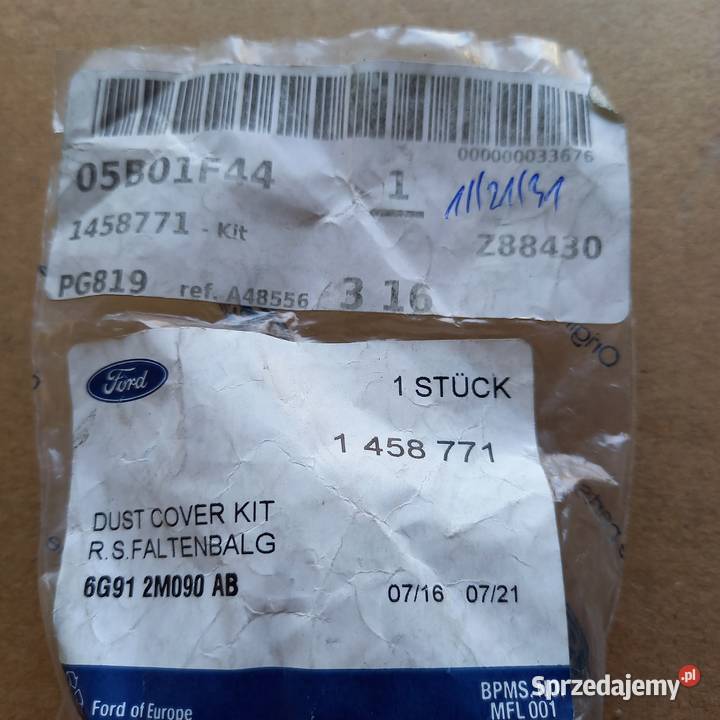 000000033676
05B01F44 1 11/21/31
1458771 - Kit
Z88430
PG819 ref. A48556 / 3 16
Ford
1 STÜCK
1 458 771
DUST COVER KIT
R.S.FALTENBALG
6G91 2M090 AB
07/16 07/21
Ford of Europe
MFL 001
Sprzedajemy.pl